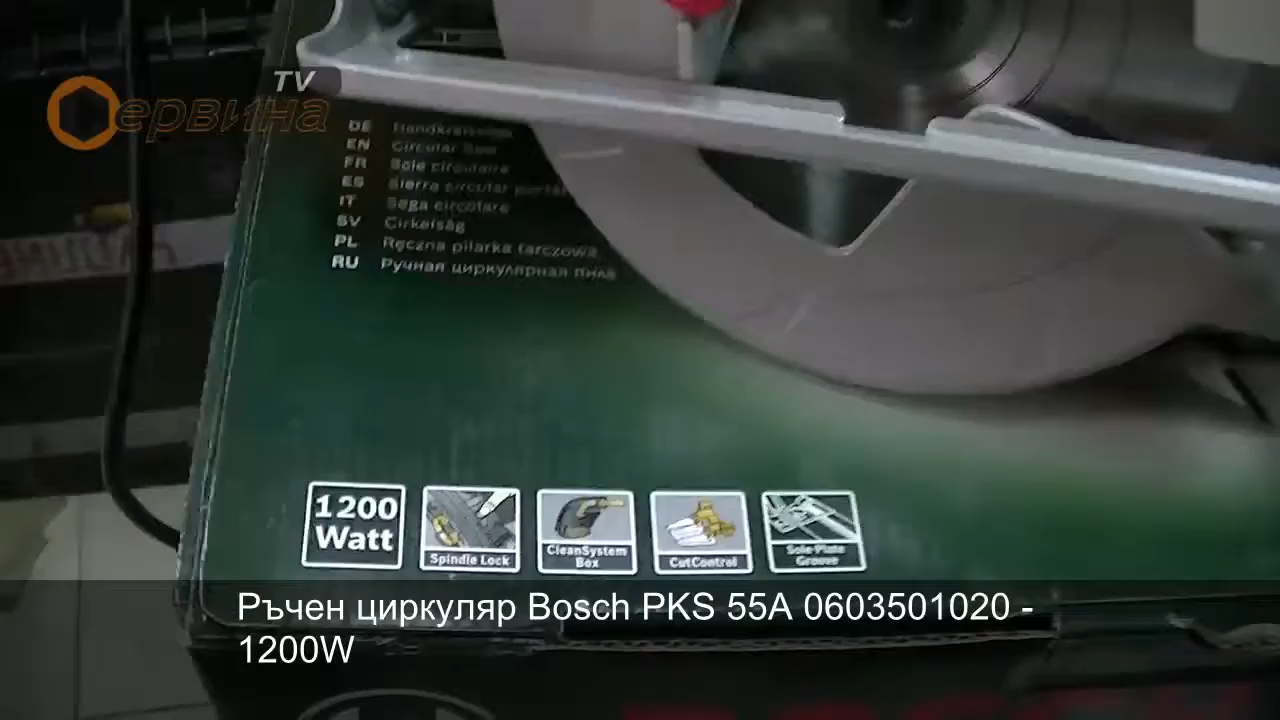 TV
ервина
DE Handkreissäge
EN Circular Saw
FR Scie circulaire
ES Sierra circular portátil
IT Sega circolare
SV Cirkelsåg
PL Ręczna pilarka tarczowa
RU Ручная циркулярная пила
1200
Watt
Spindle Lock
CleanSystem
Box
CutControl
Sole Plate
Groove
Ръчен циркуляр Bosch PKS 55A 0603501020 -
1200W